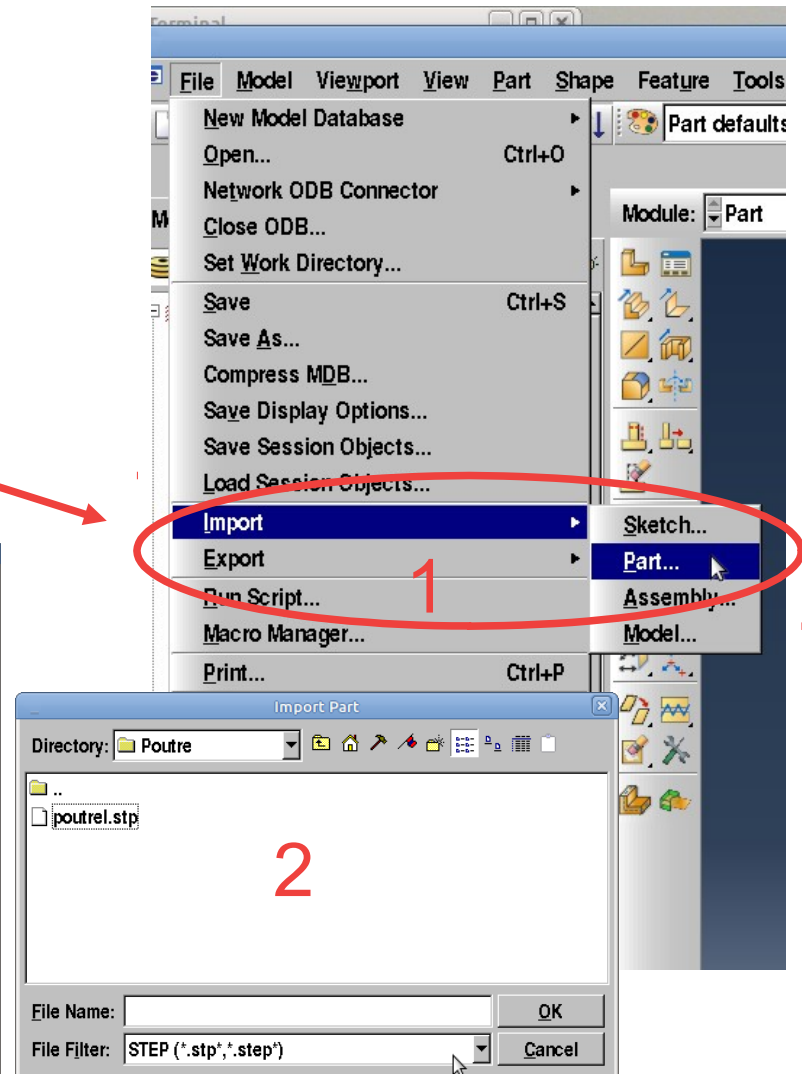 Terminal
File Model Viewport View Part Shape Feature Tools
New Model Database
Part defaults
Open... Ctrl+O
Network ODB Connector
Close ODB...
Module: Part
Set Work Directory...
Save Ctrl+S
Save As...
Compress MDB...
Save Display Options...
Save Session Objects...
Load Session Objects...
Import
Sketch...
Export
1
Part...
Run Script...
Assembly...
Macro Manager...
Model...
Print... Ctrl+P
Import Part
Directory: Poutre
..
poutrel.stp
2
File Name:
OK
File Filter: STEP (*.stp*,*.step*)
Cancel